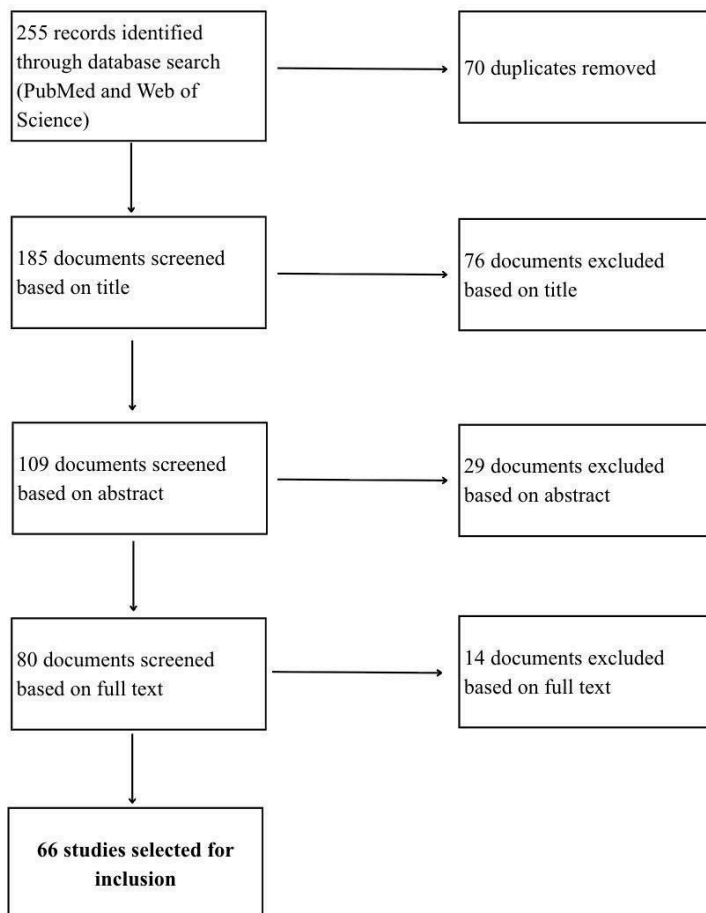 255 records identified
through database search
(PubMed and Web of
Science)
70 duplicates removed
185 documents screened
based on title
76 documents excluded
based on title
109 documents screened
based on abstract
29 documents excluded
based on abstract
80 documents screened
based on full text
14 documents excluded
based on full text
66 studies selected for
inclusion